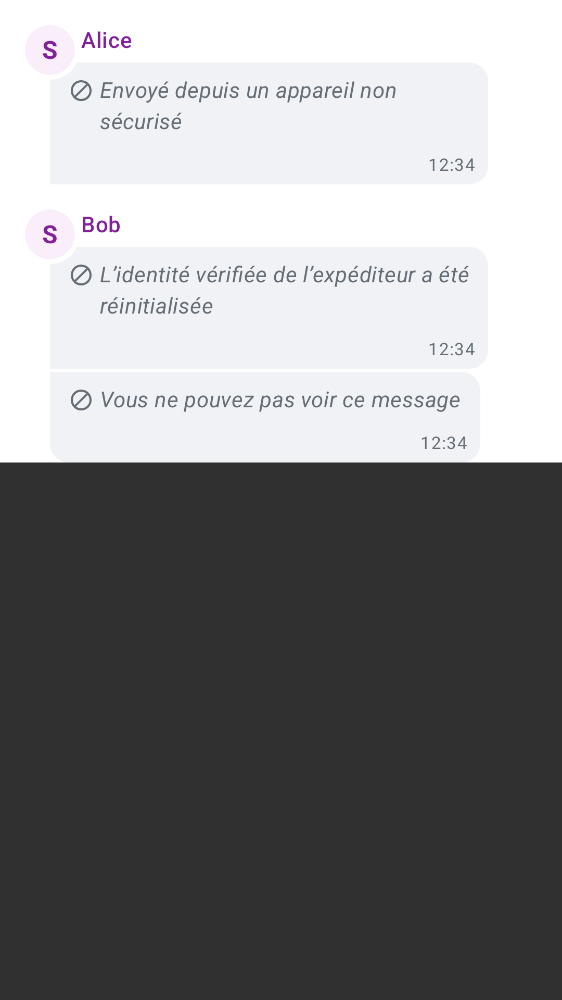 S
Alice
Envoyé depuis un appareil non
sécurisé
12:34
S
Bob
L’identité vérifiée de l’expéditeur a été
réinitialisée
12:34
Vous ne pouvez pas voir ce message
12:34